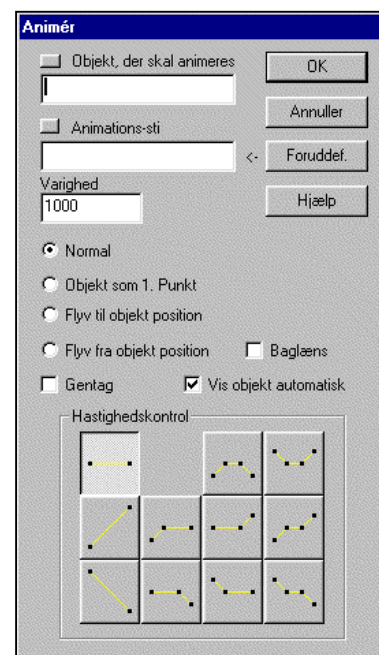 Animér
Objekt, der skal animeres
OK
Annuller
Animations-sti
<- Foruddef.
Varighed
1000
Hjælp
Normal
Objekt som 1. Punkt
Flyv til objekt position
Flyv fra objekt position
Baglæns
Gentag
Vis objekt automatisk
Hastighedskontrol